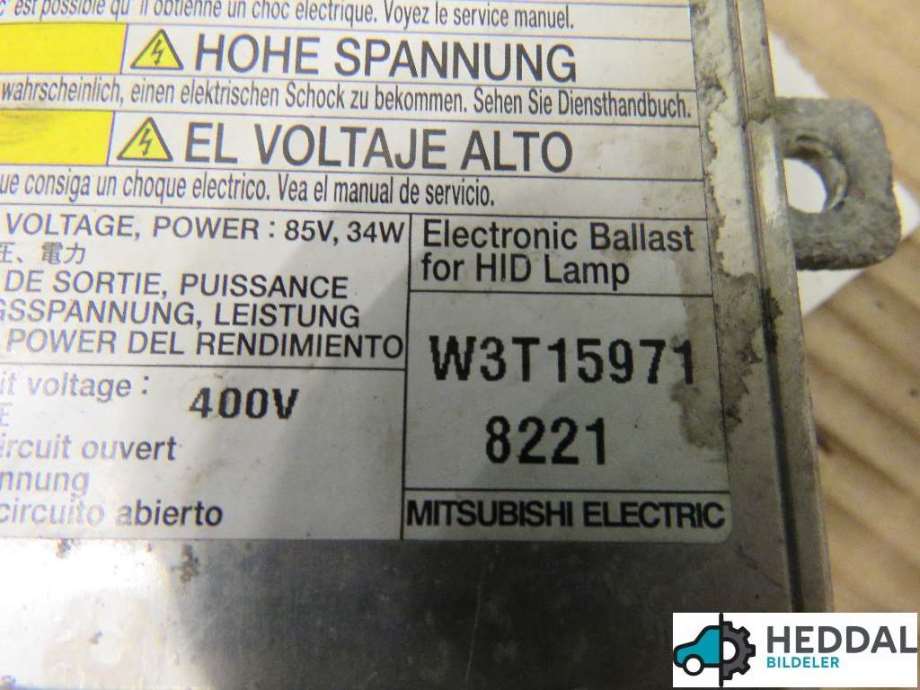 c'est possible qu'il obtienne un choc electrique. Voyez le service manuel.
HOHE SPANNUNG
wahrscheinlich, einen elektrischen Schock zu bekommen. Sehen Sie Diensthandbuch.
EL VOLTAJE ALTO
que consiga un choque electrico. Vea el manual de servicio.
VOLTAGE, POWER : 85V, 34W
圧、電力
DE SORTIE, PUISSANCE
GSSPANNUNG, LEISTUNG
POWER DEL RENDIMIENTO
it voltage :
400V
圧
ircuit ouvert
nnung
circuito abierto
Electronic Ballast
for HID Lamp
W3T15971
8221
MITSUBISHI ELECTRIC
HEDDAL
BILDELER